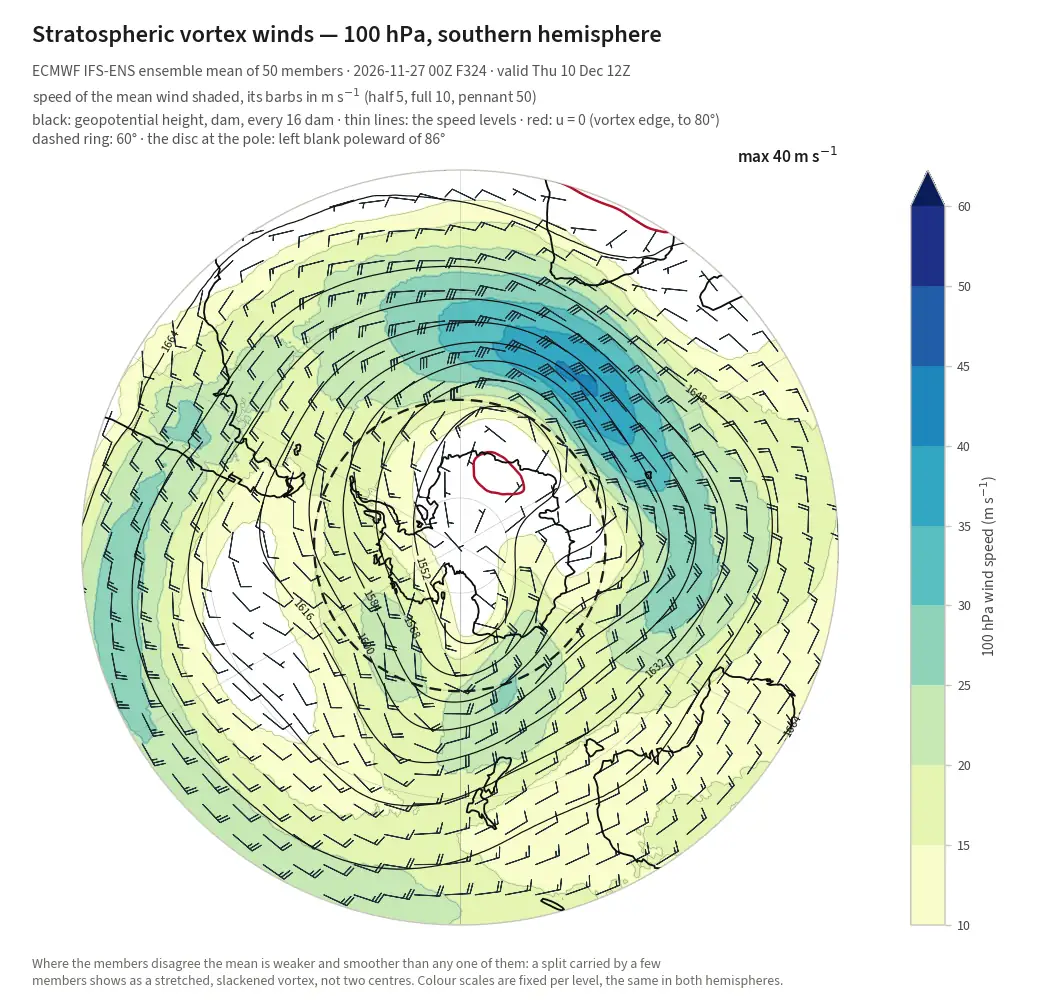 Stratospheric vortex winds — 100 hPa, southern hemisphere
ECMWF IFS-ENS ensemble mean of 50 members · 2026-11-27 00Z F324 · valid Thu 10 Dec 12Z
speed of the mean wind shaded, its barbs in m s⁻¹ (half 5, full 10, pennant 50)
black: geopotential height, dam, every 16 dam · thin lines: the speed levels · red: u = 0 (vortex edge, to 80°)
dashed ring: 60° · the disc at the pole: left blank poleward of 86°
max 40 m s⁻¹
60
50
45
40
35
30
25
20
15
10
100 hPa wind speed (m s⁻¹)
1664
1648
1552
1616
1568
1632
1664
Where the members disagree the mean is weaker and smoother than any one of them: a split carried by a few
members shows as a stretched, slackened vortex, not two centres. Colour scales are fixed per level, the same in both hemispheres.